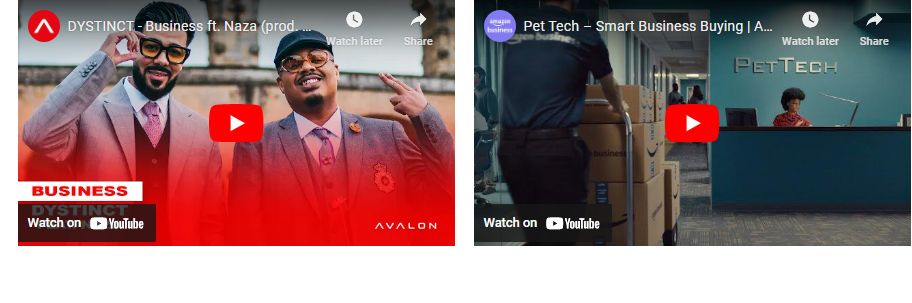 DYSTINCT - Business ft. Naza (prod. ...
Watch later
Share
BUSINESS
DYSTINCT
Watch on YouTube
AVALON
amazon business
Pet Tech – Smart Business Buying | A...
Watch later
Share
PETTECH
business
Watch on YouTube